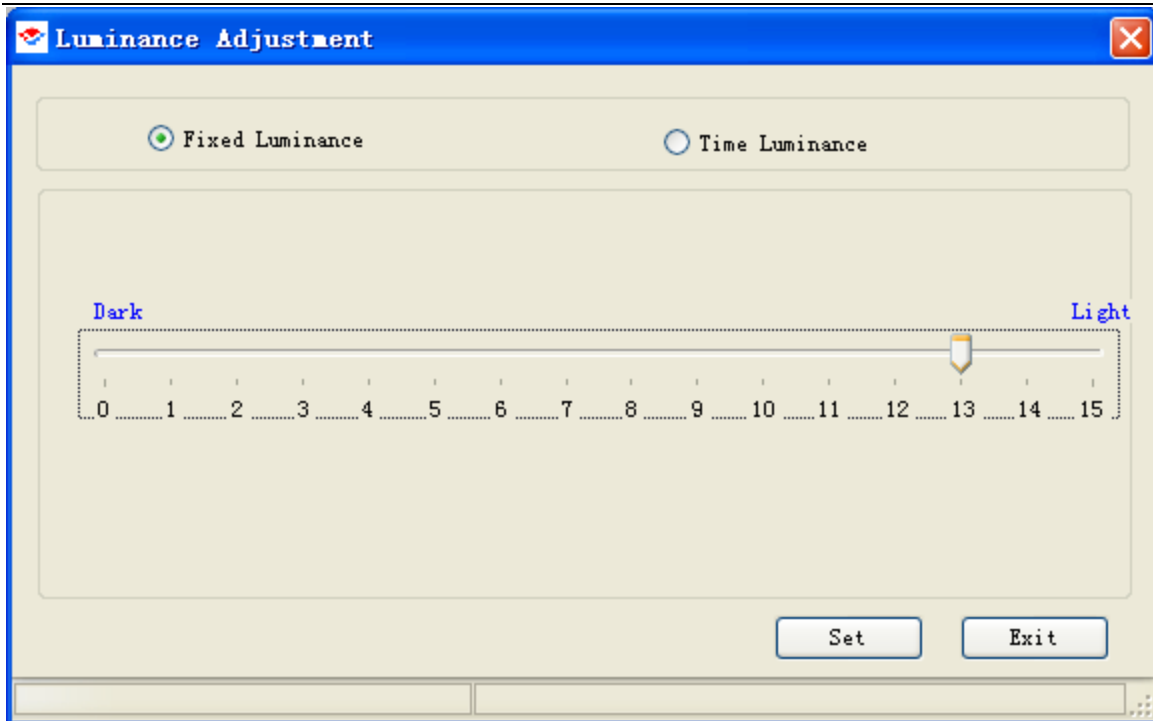 Luminance Adjustment
Fixed Luminance Time Luminance
Dark Light
0 1 2 3 4 5 6 7 8 9 10 11 12 13 14 15
Set Exit